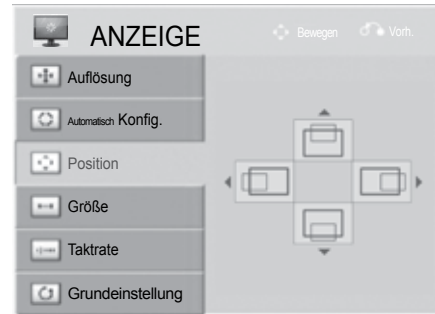 ANZEIGE
Bewegen Vorh.
Auflösung
Automatisch Konfig.
Position
Größe
Taktrate
Grundeinstellung